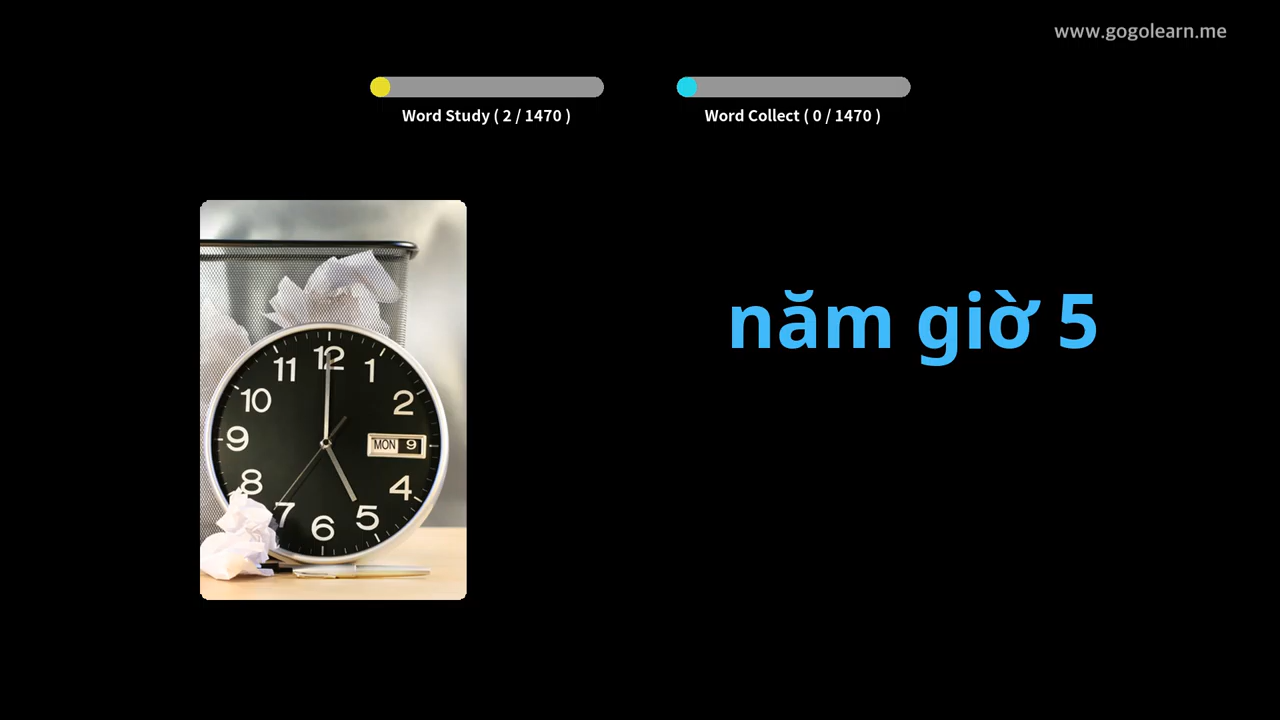 www.gogolearn.me
Word Study ( 2 / 1470 )
Word Collect ( 0 / 1470 )
năm giờ 5
12
11
1
10
2
9
MON 9
8
4
7
5
6